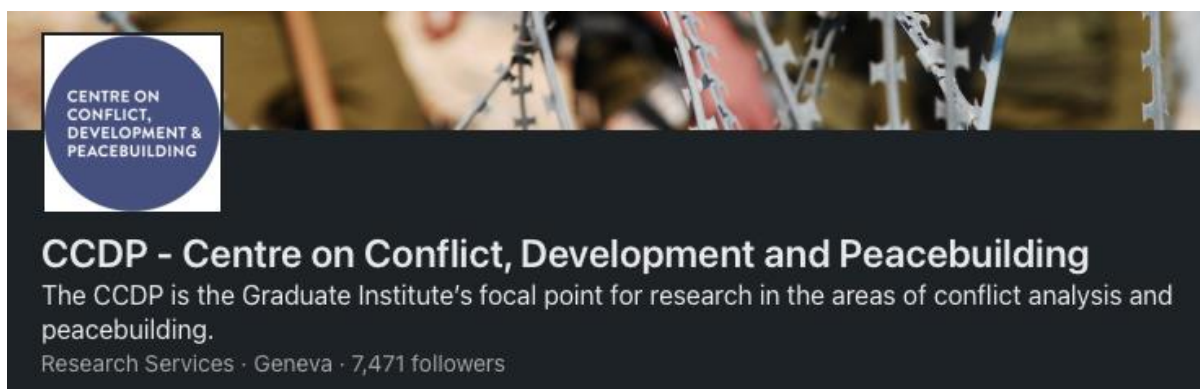 CENTRE ON
CONFLICT,
DEVELOPMENT &
PEACEBUILDING
CCDP - Centre on Conflict, Development and Peacebuilding
The CCDP is the Graduate Institute's focal point for research in the areas of conflict analysis and
peacebuilding.
Research Services · Geneva · 7,471 followers